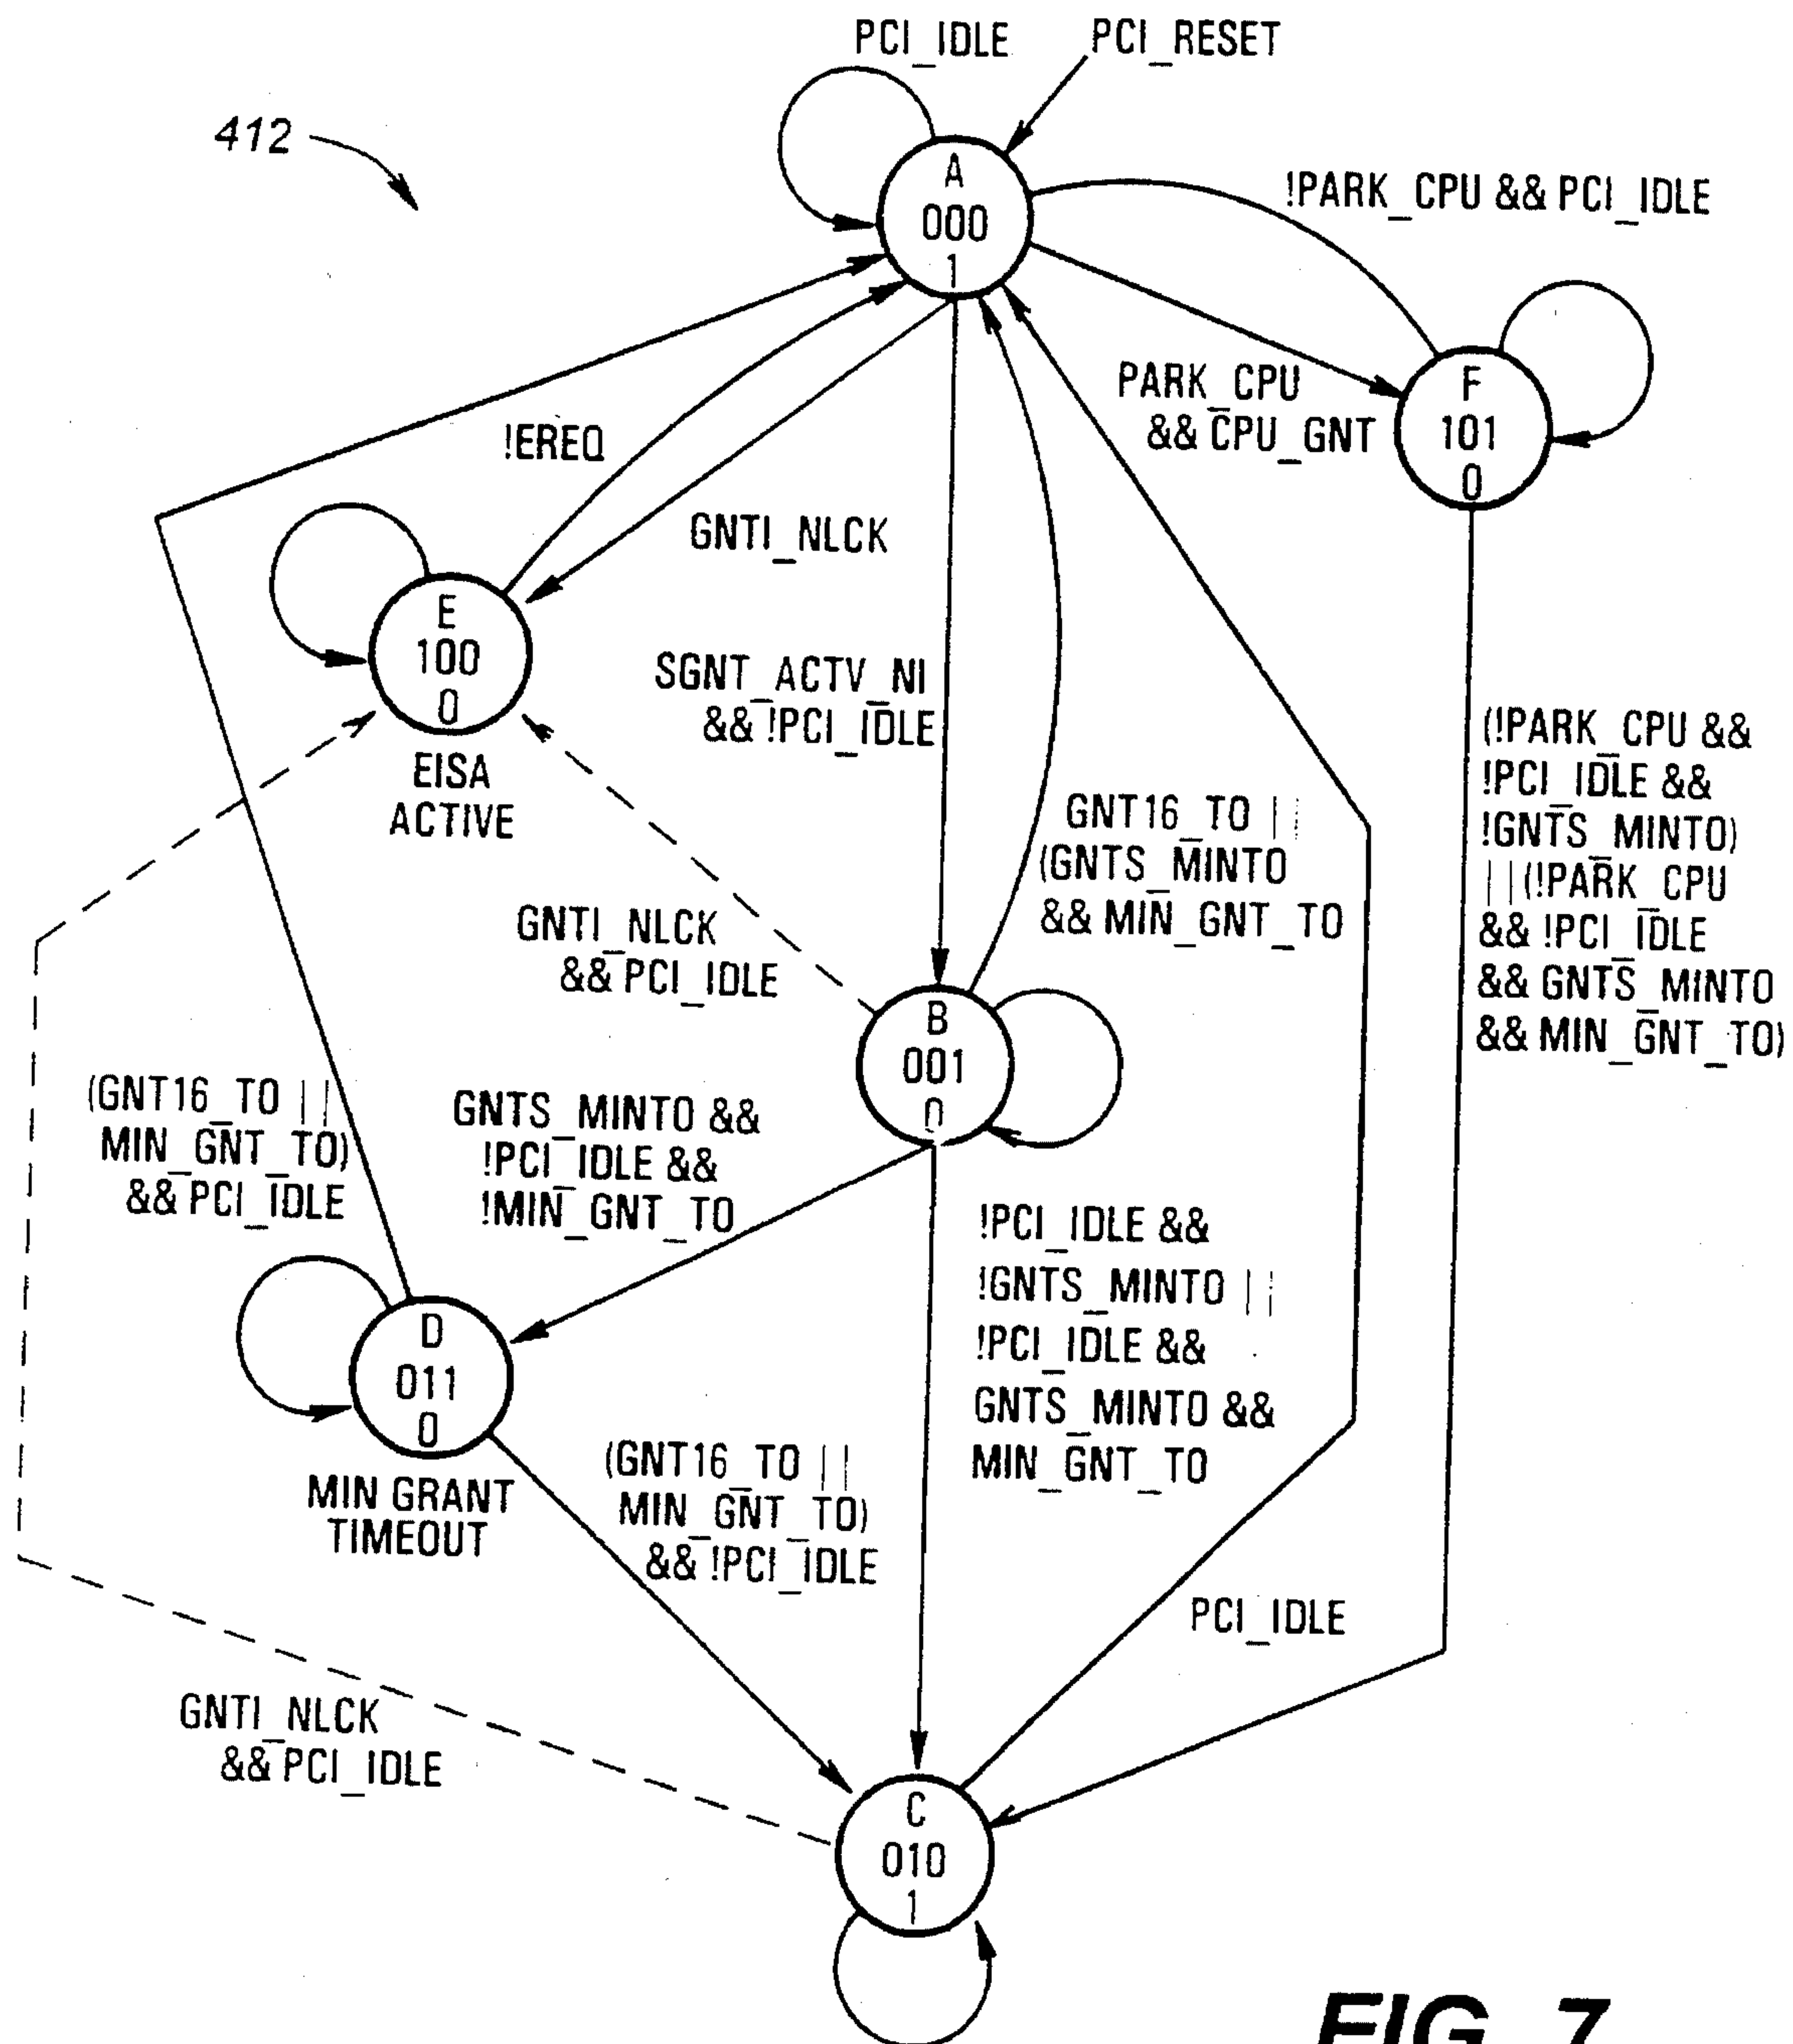 PCI_IDLE
PCI_RESET
412
A
000
1
!PARK_CPU && PCI_IDLE
PARK_CPU
&& CPU_GNT
F
101
0
!EREQ
GNTI_NLCK
E
100
0
EISA
ACTIVE
SGNT_ACTV_NI
&& !PCI_IDLE
(!PARK_CPU &&
!PCI_IDLE &&
!GNTS_MINTO)
||(!PARK_CPU
&& !PCI_IDLE
&& GNTS_MINTO
&& MIN_GNT_TO)
GNT16_TO ||
(GNTS_MINTO
&& MIN_GNT_TO
GNTI_NLCK
&& PCI_IDLE
B
001
0
(GNT16_TO ||
MIN_GNT_TO)
&& PCI_IDLE
GNTS_MINTO &&
!PCI_IDLE &&
!MIN_GNT_TO
!PCI_IDLE &&
!GNTS_MINTO ||
!PCI_IDLE &&
GNTS_MINTO &&
MIN_GNT_TO
D
011
0
MIN GRANT
TIMEOUT
(GNT16_TO ||
MIN_GNT_TO)
&& !PCI_IDLE
PCI_IDLE
GNTI_NLCK
&& PCI_IDLE
C
010
1
FIG. 7